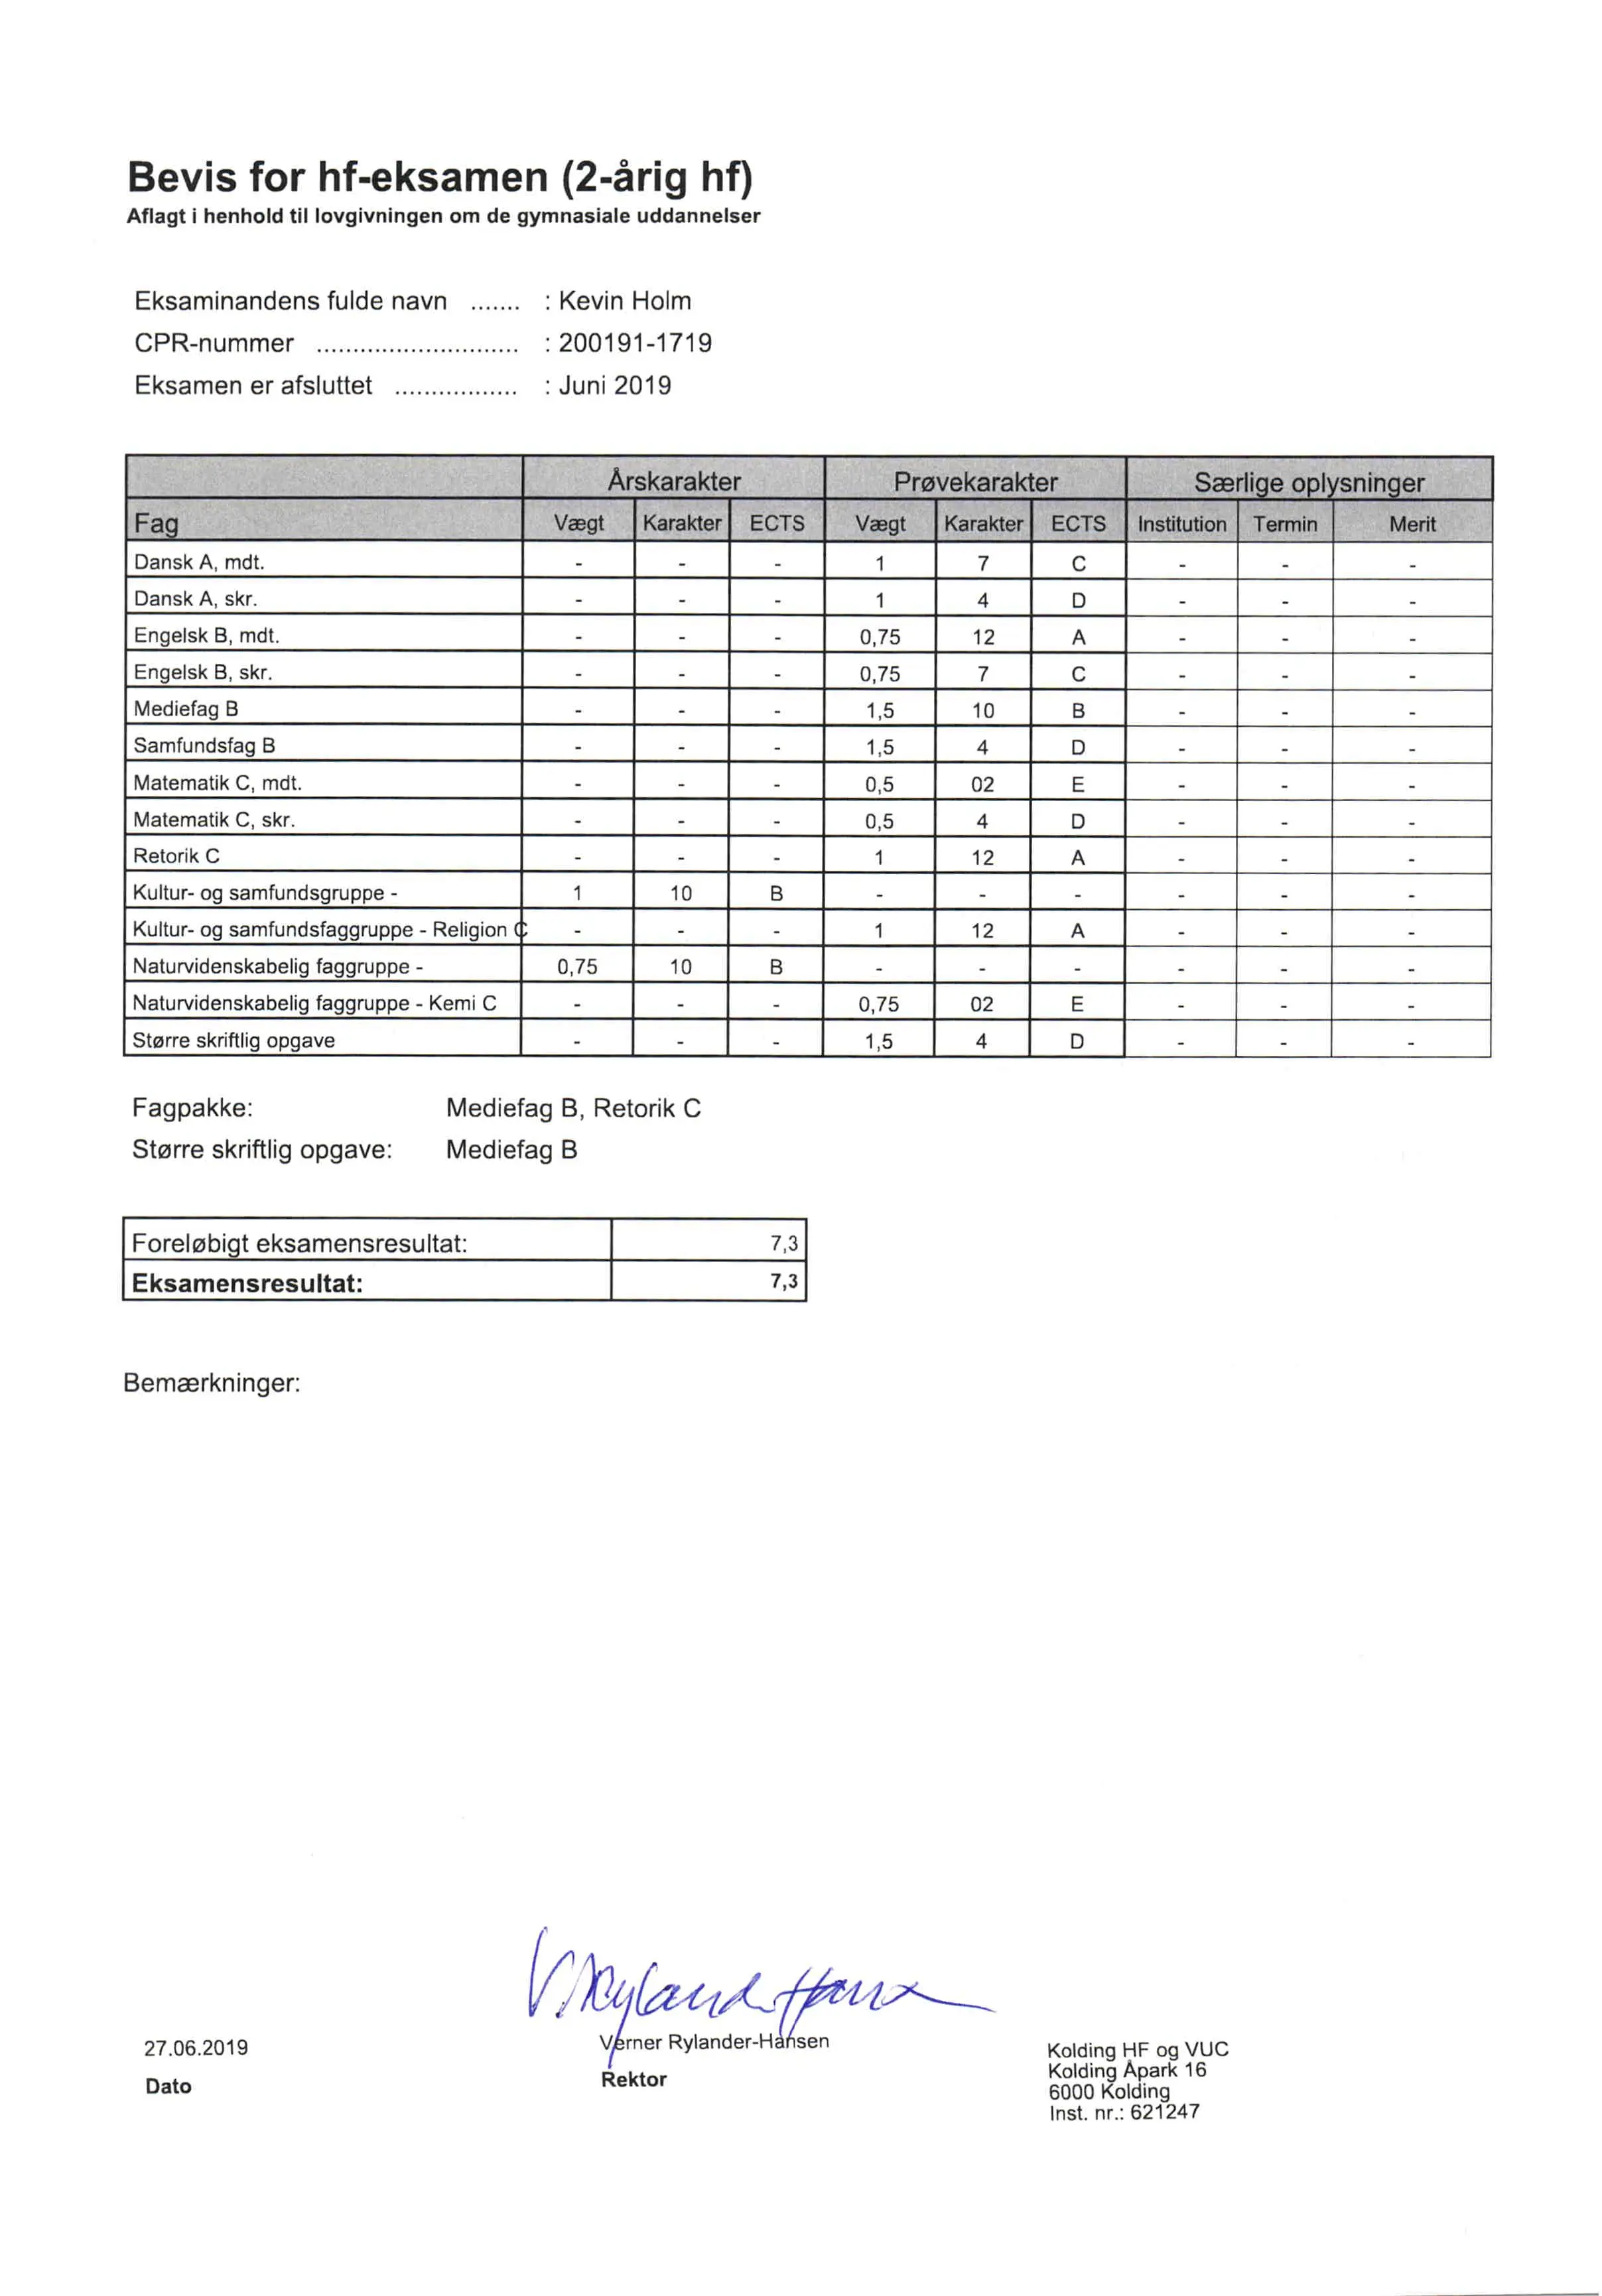 Bevis for hf-eksamen (2-årig hf)
Aflagt i henhold til lovgivningen om de gymnasiale uddannelser
Eksaminandens fulde navn ....... : Kevin Holm
CPR-nummer ............................ : 200191-1719
Eksamen er afsluttet ................. : Juni 2019
Årskarakter Prøvekarakter Særlige oplysninger
Fag Vægt Karakter ECTS Vægt Karakter ECTS Institution Termin Merit
Dansk A, mdt. - - - 1 7 C - - -
Dansk A, skr. - - - 1 4 D - - -
Engelsk B, mdt. - - - 0,75 12 A - - -
Engelsk B, skr. - - - 0,75 7 C - - -
Mediefag B - - - 1,5 10 B - - -
Samfundsfag B - - - 1,5 4 D - - -
Matematik C, mdt. - - - 0,5 02 E - - -
Matematik C, skr. - - - 0,5 4 D - - -
Retorik C - - - 1 12 A - - -
Kultur- og samfundsgruppe - 1 10 B - - - - - -
Kultur- og samfundsfaggruppe - Religion C - - - 1 12 A - - -
Naturvidenskabelig faggruppe - 0,75 10 B - - - - - -
Naturvidenskabelig faggruppe - Kemi C - - - 0,75 02 E - - -
Større skriftlig opgave - - - 1,5 4 D - - -
Fagpakke: Mediefag B, Retorik C
Større skriftlig opgave: Mediefag B
Foreløbigt eksamensresultat: 7,3
Eksamensresultat: 7,3
Bemærkninger:
27.06.2019
Dato
Verner Rylander-Hansen
Rektor
Kolding HF og VUC
Kolding Åpark 16
6000 Kolding
Inst. nr.: 621247